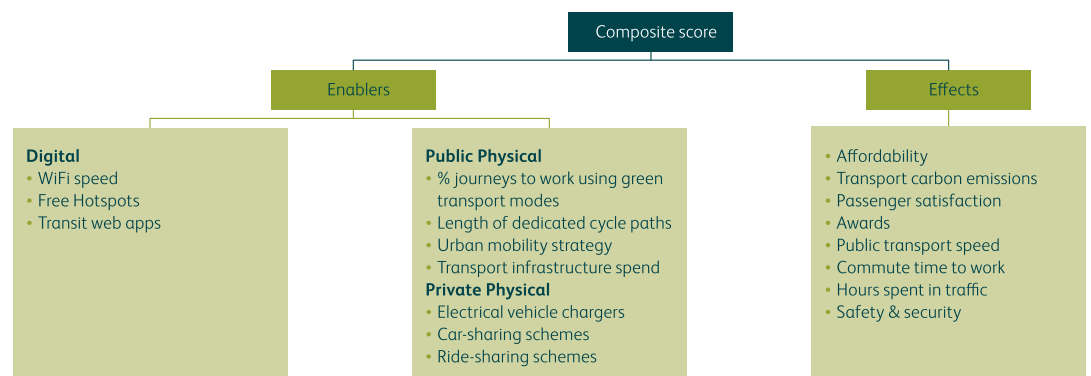 Composite score
Enablers
Effects
Digital
• WiFi speed
• Free Hotspots
• Transit web apps
Public Physical
• % journeys to work using green
transport modes
• Length of dedicated cycle paths
• Urban mobility strategy
• Transport infrastructure spend
Private Physical
• Electrical vehicle chargers
• Car-sharing schemes
• Ride-sharing schemes
• Affordability
• Transport carbon emissions
• Passenger satisfaction
• Awards
• Public transport speed
• Commute time to work
• Hours spent in traffic
• Safety & security